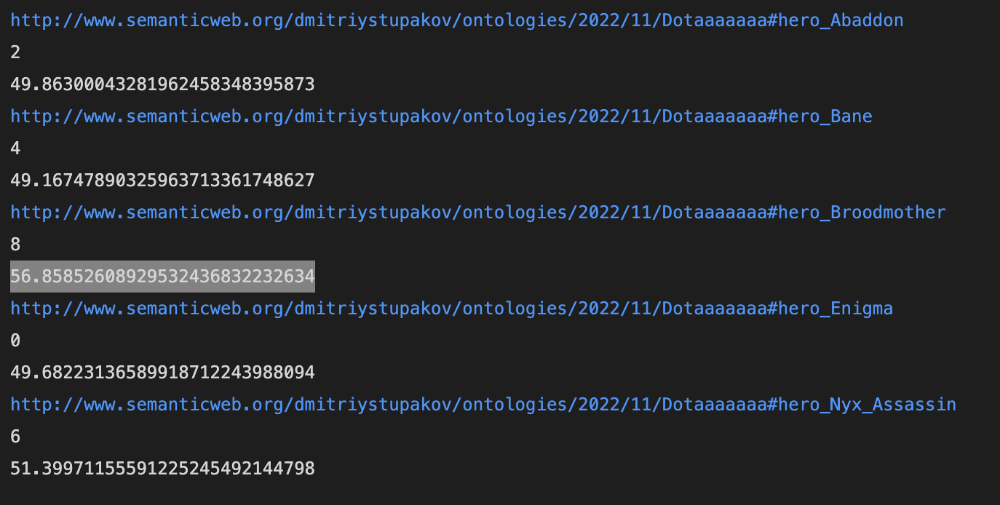 http://www.semanticweb.org/dmitriystupakov/ontologies/2022/11/Dotaaaaaaa#hero_Abaddon
2
49.863000432819624583483​95873
http://www.semanticweb.org/dmitriystupakov/ontologies/2022/11/Dotaaaaaaa#hero_Bane
4
49.16747890325963713361748627
http://www.semanticweb.org/dmitriystupakov/ontologies/2022/11/Dotaaaaaaa#hero_Broodmother
8
56.85852608929532436832232634
http://www.semanticweb.org/dmitriystupakov/ontologies/2022/11/Dotaaaaaaa#hero_Enigma
0
49.68223136589918712243988094
http://www.semanticweb.org/dmitriystupakov/ontologies/2022/11/Dotaaaaaaa#hero_Nyx_Assassin
6
51.39971155591225245492144798